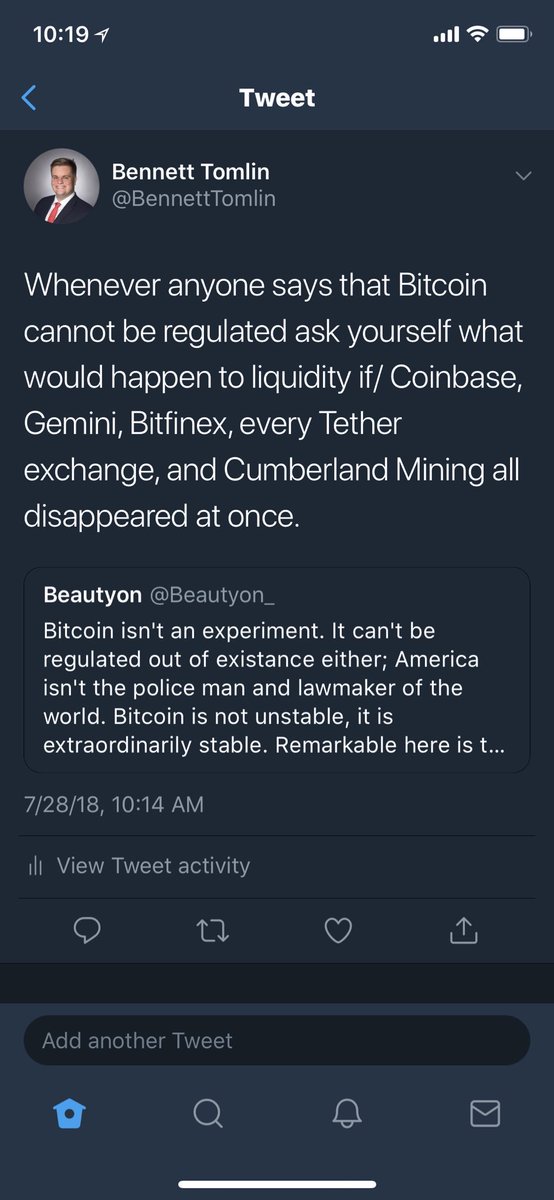 10:19
Tweet
Bennett Tomlin
@BennettTomlin
Whenever anyone says that Bitcoin
cannot be regulated ask yourself what
would happen to liquidity if/ Coinbase,
Gemini, Bitfinex, every Tether
exchange, and Cumberland Mining all
disappeared at once.
Beautyon @Beautyon_
Bitcoin isn't an experiment. It can't be
regulated out of existance either; America
isn't the police man and lawmaker of the
world. Bitcoin is not unstable, it is
extraordinarily stable. Remarkable here is t...
7/28/18, 10:14 AM
View Tweet activity
Add another Tweet